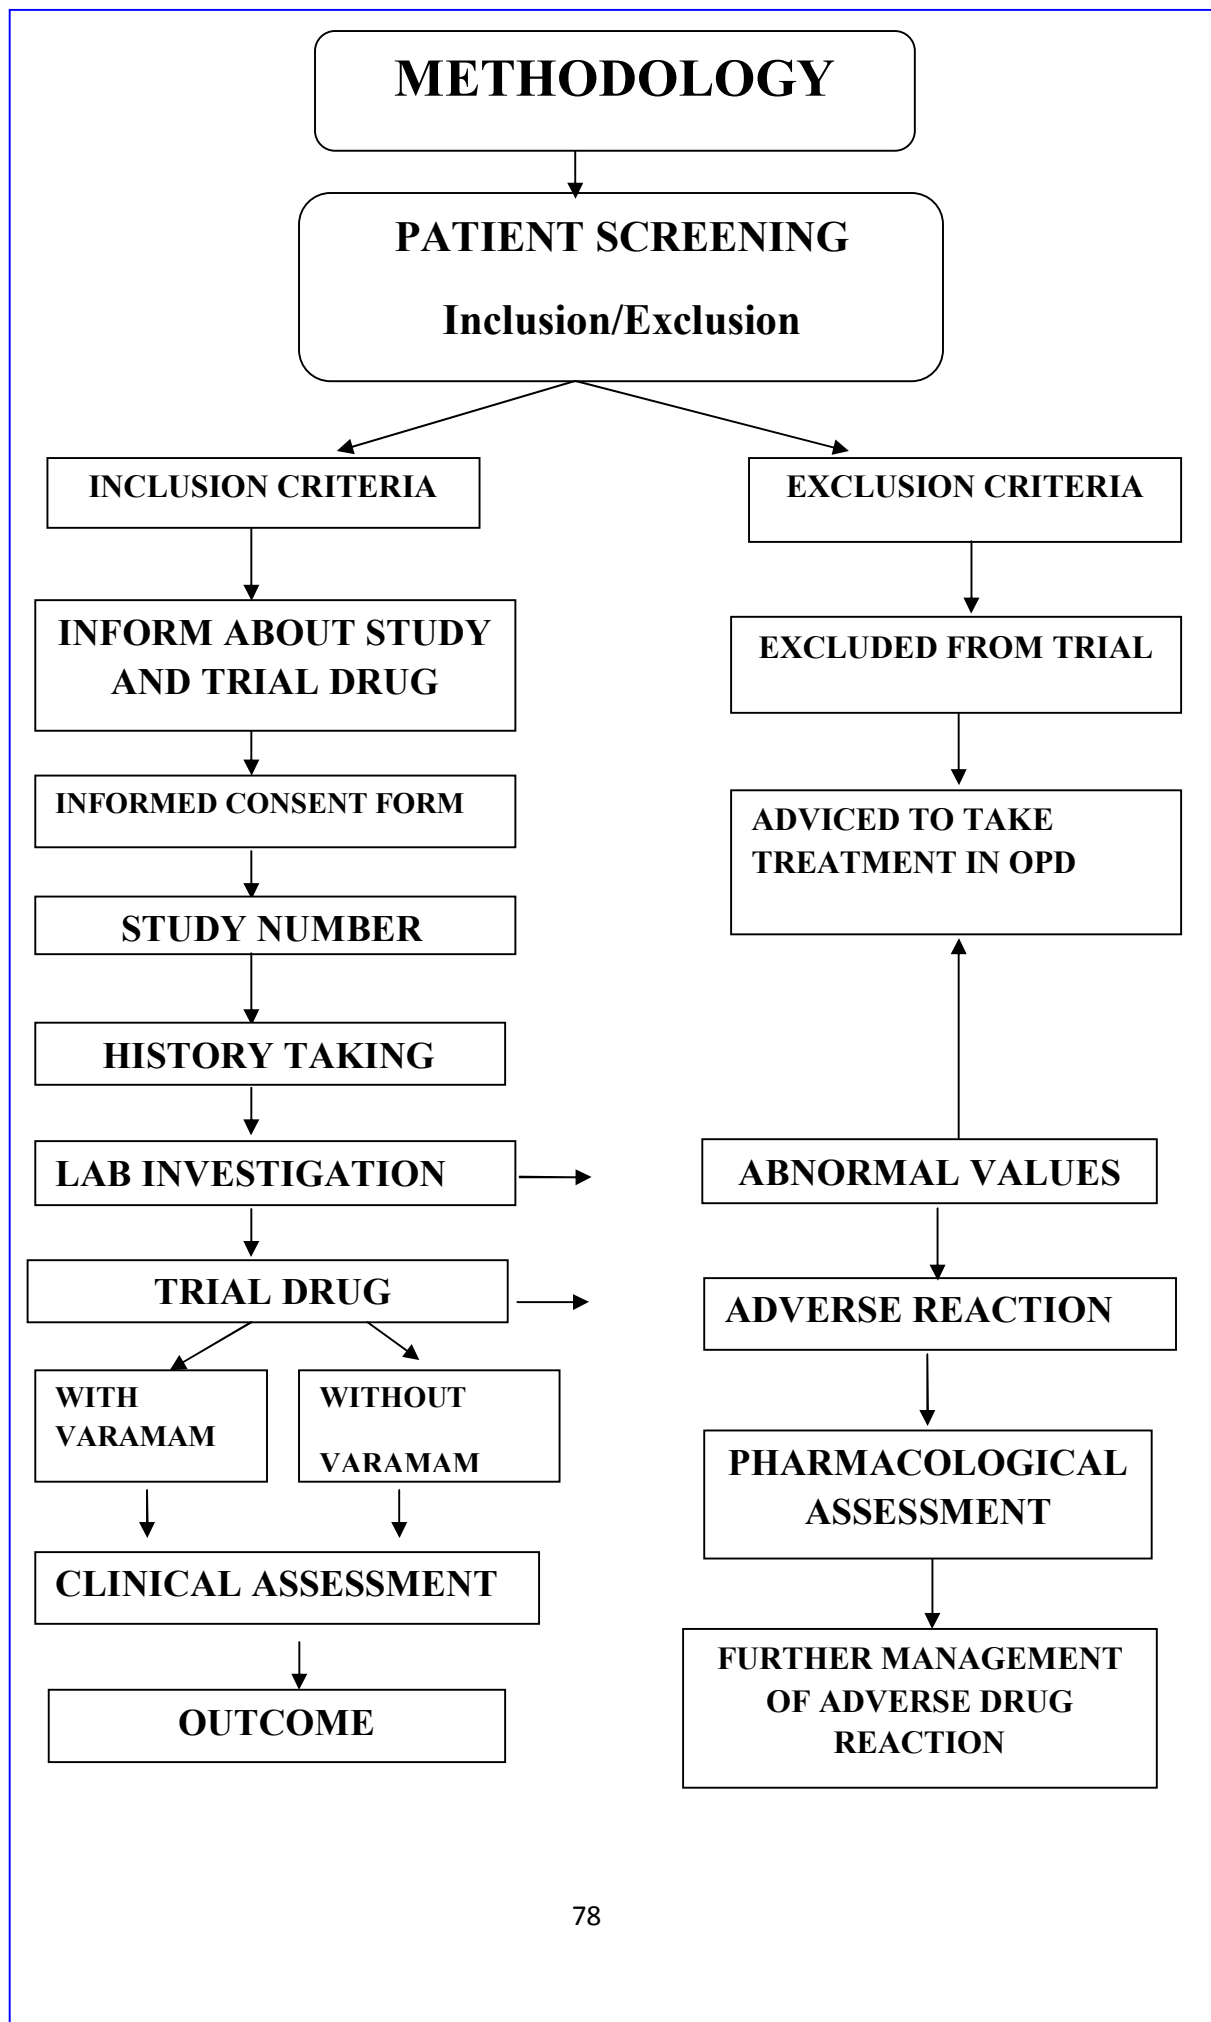 METHODOLOGY
PATIENT SCREENING
Inclusion/Exclusion
INCLUSION CRITERIA
EXCLUSION CRITERIA
INFORM ABOUT STUDY
AND TRIAL DRUG
EXCLUDED FROM TRIAL
INFORMED CONSENT FORM
ADVICED TO TAKE
TREATMENT IN OPD
STUDY NUMBER
HISTORY TAKING
LAB INVESTIGATION
ABNORMAL VALUES
TRIAL DRUG
ADVERSE REACTION
WITH
VARAMAM
WITHOUT
VARAMAM
PHARMACOLOGICAL
ASSESSMENT
CLINICAL ASSESSMENT
FURTHER MANAGEMENT
OF ADVERSE DRUG
REACTION
OUTCOME
78